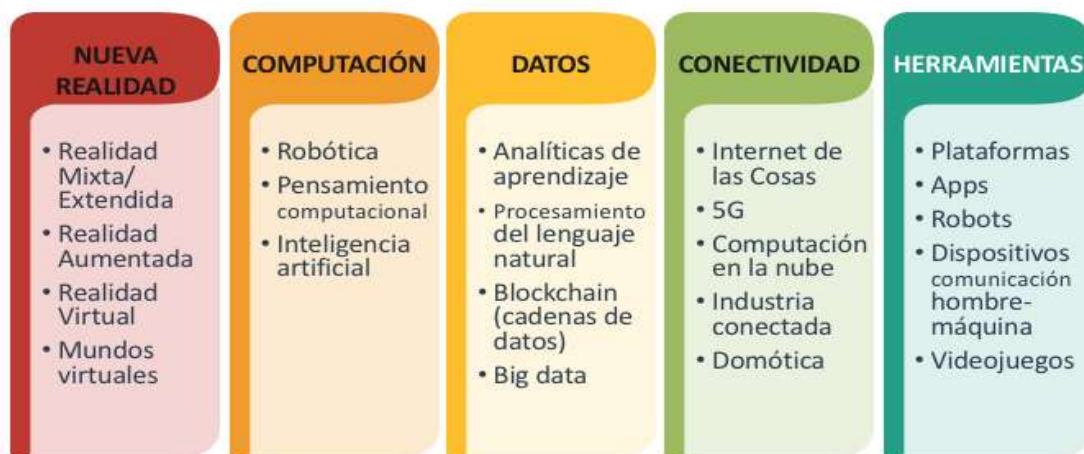 NUEVA
REALIDAD
• Realidad
Mixta/
Extendida
• Realidad
Aumentada
• Realidad
Virtual
• Mundos
virtuales
COMPUTACIÓN
• Robótica
• Pensamiento
computacional
• Inteligencia
artificial
DATOS
• Analíticas de
aprendizaje
• Procesamiento
del lenguaje
natural
• Blockchain
(cadenas de
datos)
• Big data
CONECTIVIDAD
• Internet de
las Cosas
• 5G
• Computación
en la nube
• Industria
conectada
• Domótica
HERRAMIENTAS
• Plataformas
• Apps
• Robots
• Dispositivos
comunicación
hombre-
máquina
• Videojuegos